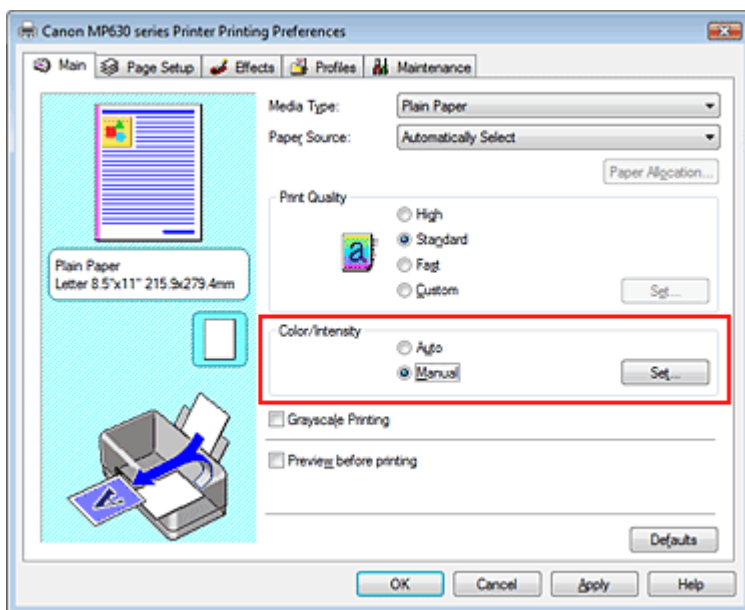 Canon MP630 series Printer Printing Preferences
Main Page Setup Effects Profiles Maintenance
Media Type: Plain Paper
Paper Source: Automatically Select
Paper Allocation...
Print Quality
High
a Standard
Fast
Custom Set...
Plain Paper
Letter 8.5"x11" 215.9x279.4mm
Color/Intensity
Auto
Manual Set...
Grayscale Printing
Preview before printing
A
Defaults
OK Cancel Apply Help